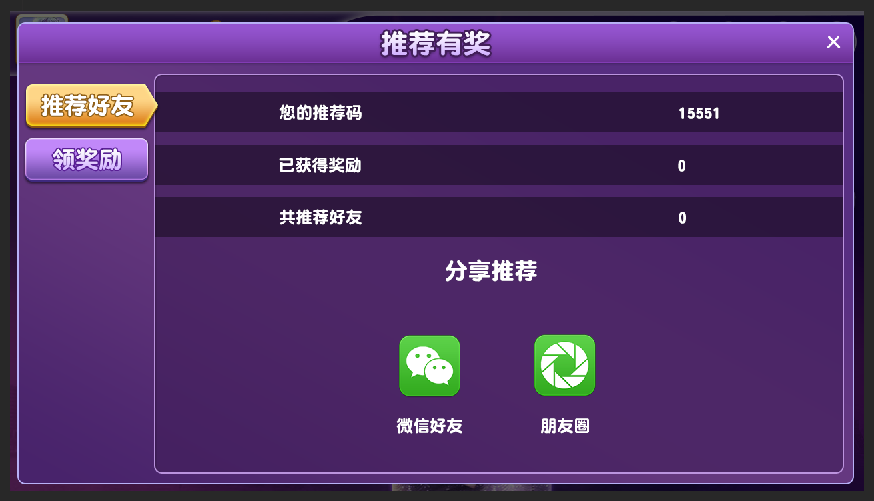 推荐有奖
推荐好友
领奖励
您的推荐码 15551
已获得奖励 0
共推荐好友 0
分享推荐
微信好友 朋友圈